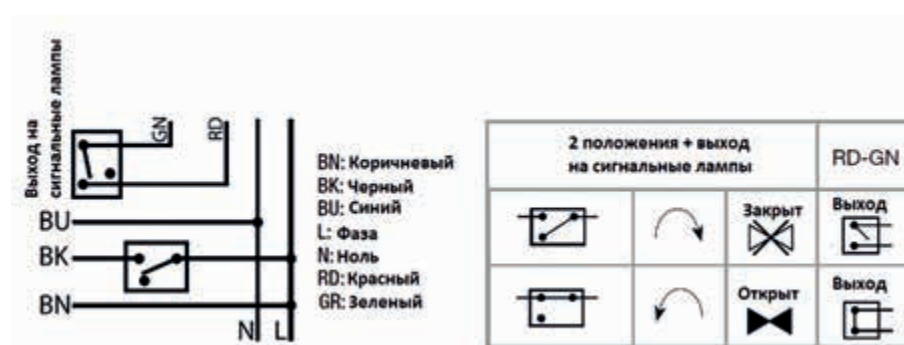 Выход на
сигнальные лампы
GN
RD
BU
BK
BN
N
L
BN: Коричневый
BK: Черный
BU: Синий
L: Фаза
N: Ноль
RD: Красный
GR: Зеленый
2 положения + выход
на сигнальные лампы
RD-GN
Закрыт
Выход
Открыт
Выход